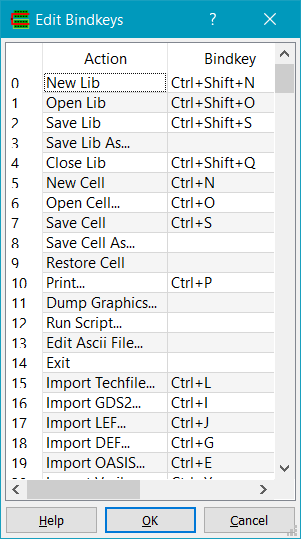 Edit Bindkeys ?
Action Bindkey
0 New Lib Ctrl+Shift+N
1 Open Lib Ctrl+Shift+O
2 Save Lib Ctrl+Shift+S
3 Save Lib As...
4 Close Lib Ctrl+Shift+Q
5 New Cell Ctrl+N
6 Open Cell... Ctrl+O
7 Save Cell Ctrl+S
8 Save Cell As...
9 Restore Cell
10 Print... Ctrl+P
11 Dump Graphics...
12 Run Script...
13 Edit Ascii File...
14 Exit
15 Import Techfile... Ctrl+L
16 Import GDS2... Ctrl+I
17 Import LEF... Ctrl+J
18 Import DEF... Ctrl+G
19 Import OASIS... Ctrl+E
Help OK Cancel